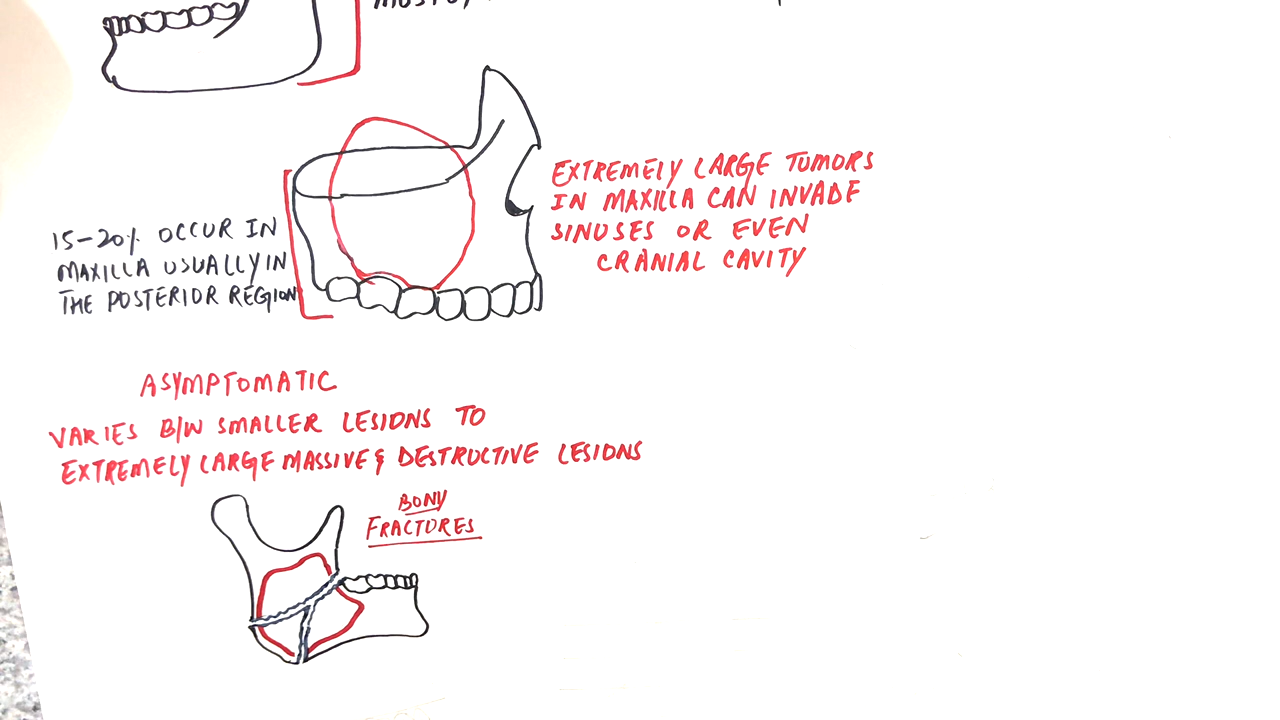 15-20% OCCUR IN
MAXILLA USUALLY IN
THE POSTERIOR REGION
EXTREMELY LARGE TUMORS
IN MAXILLA CAN INVADE
SINUSES OR EVEN
CRANIAL CAVITY
ASYMPTOMATIC
VARIES B/W SMALLER LESIONS TO
EXTREMELY LARGE MASSIVE & DESTRUCTIVE LESIONS
BONY
FRACTORES